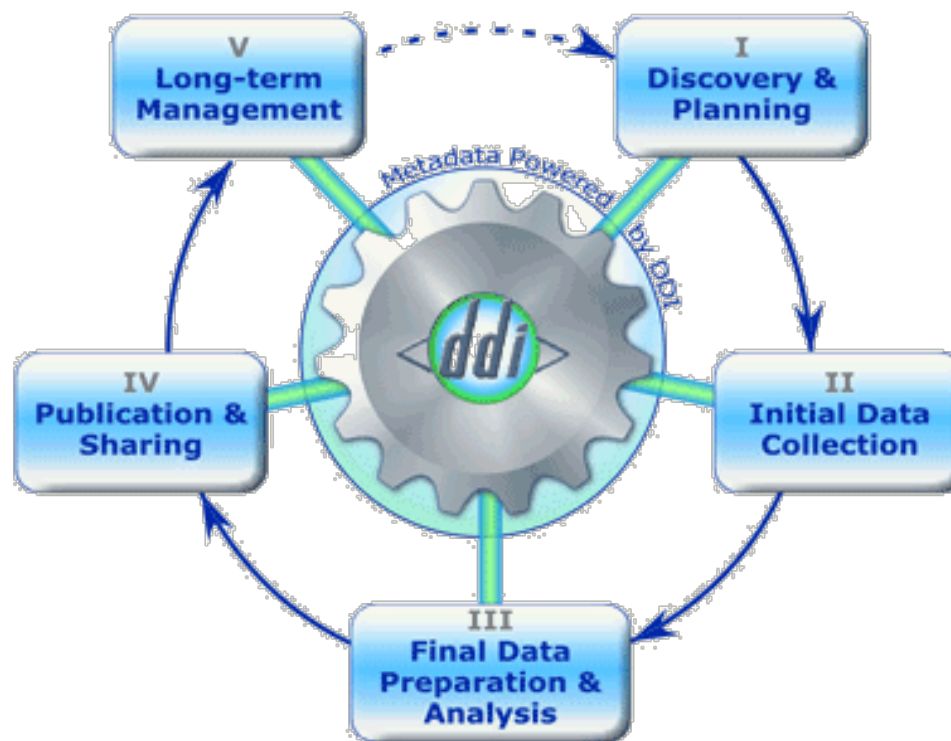 V
Long-term
Management
I
Discovery &
Planning
Metadata Powered by DDI
ddi
IV
Publication &
Sharing
II
Initial Data
Collection
III
Final Data
Preparation &
Analysis